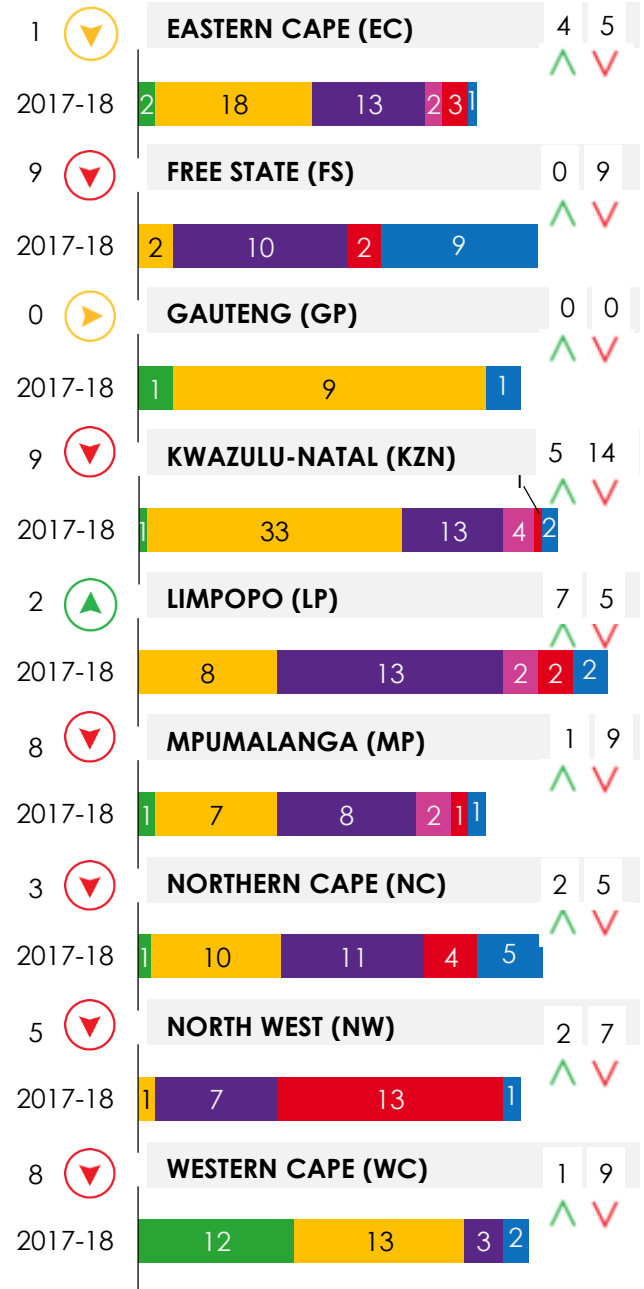 1 EASTERN CAPE (EC) 4 5
2017-18 2 18 13 2 3 1
9 FREE STATE (FS) 0 9
2017-18 2 10 2 9
0 GAUTENG (GP) 0 0
2017-18 1 9 1
9 KWAZULU-NATAL (KZN) 5 14
1
2017-18 1 33 13 4 2
2 LIMPOPO (LP) 7 5
2017-18 8 13 2 2 2
8 MPUMALANGA (MP) 1 9
2017-18 1 7 8 2 1 1
3 NORTHERN CAPE (NC) 2 5
2017-18 1 10 11 4 5
5 NORTH WEST (NW) 2 7
2017-18 1 7 13 1
8 WESTERN CAPE (WC) 1 9
2017-18 12 13 3 2